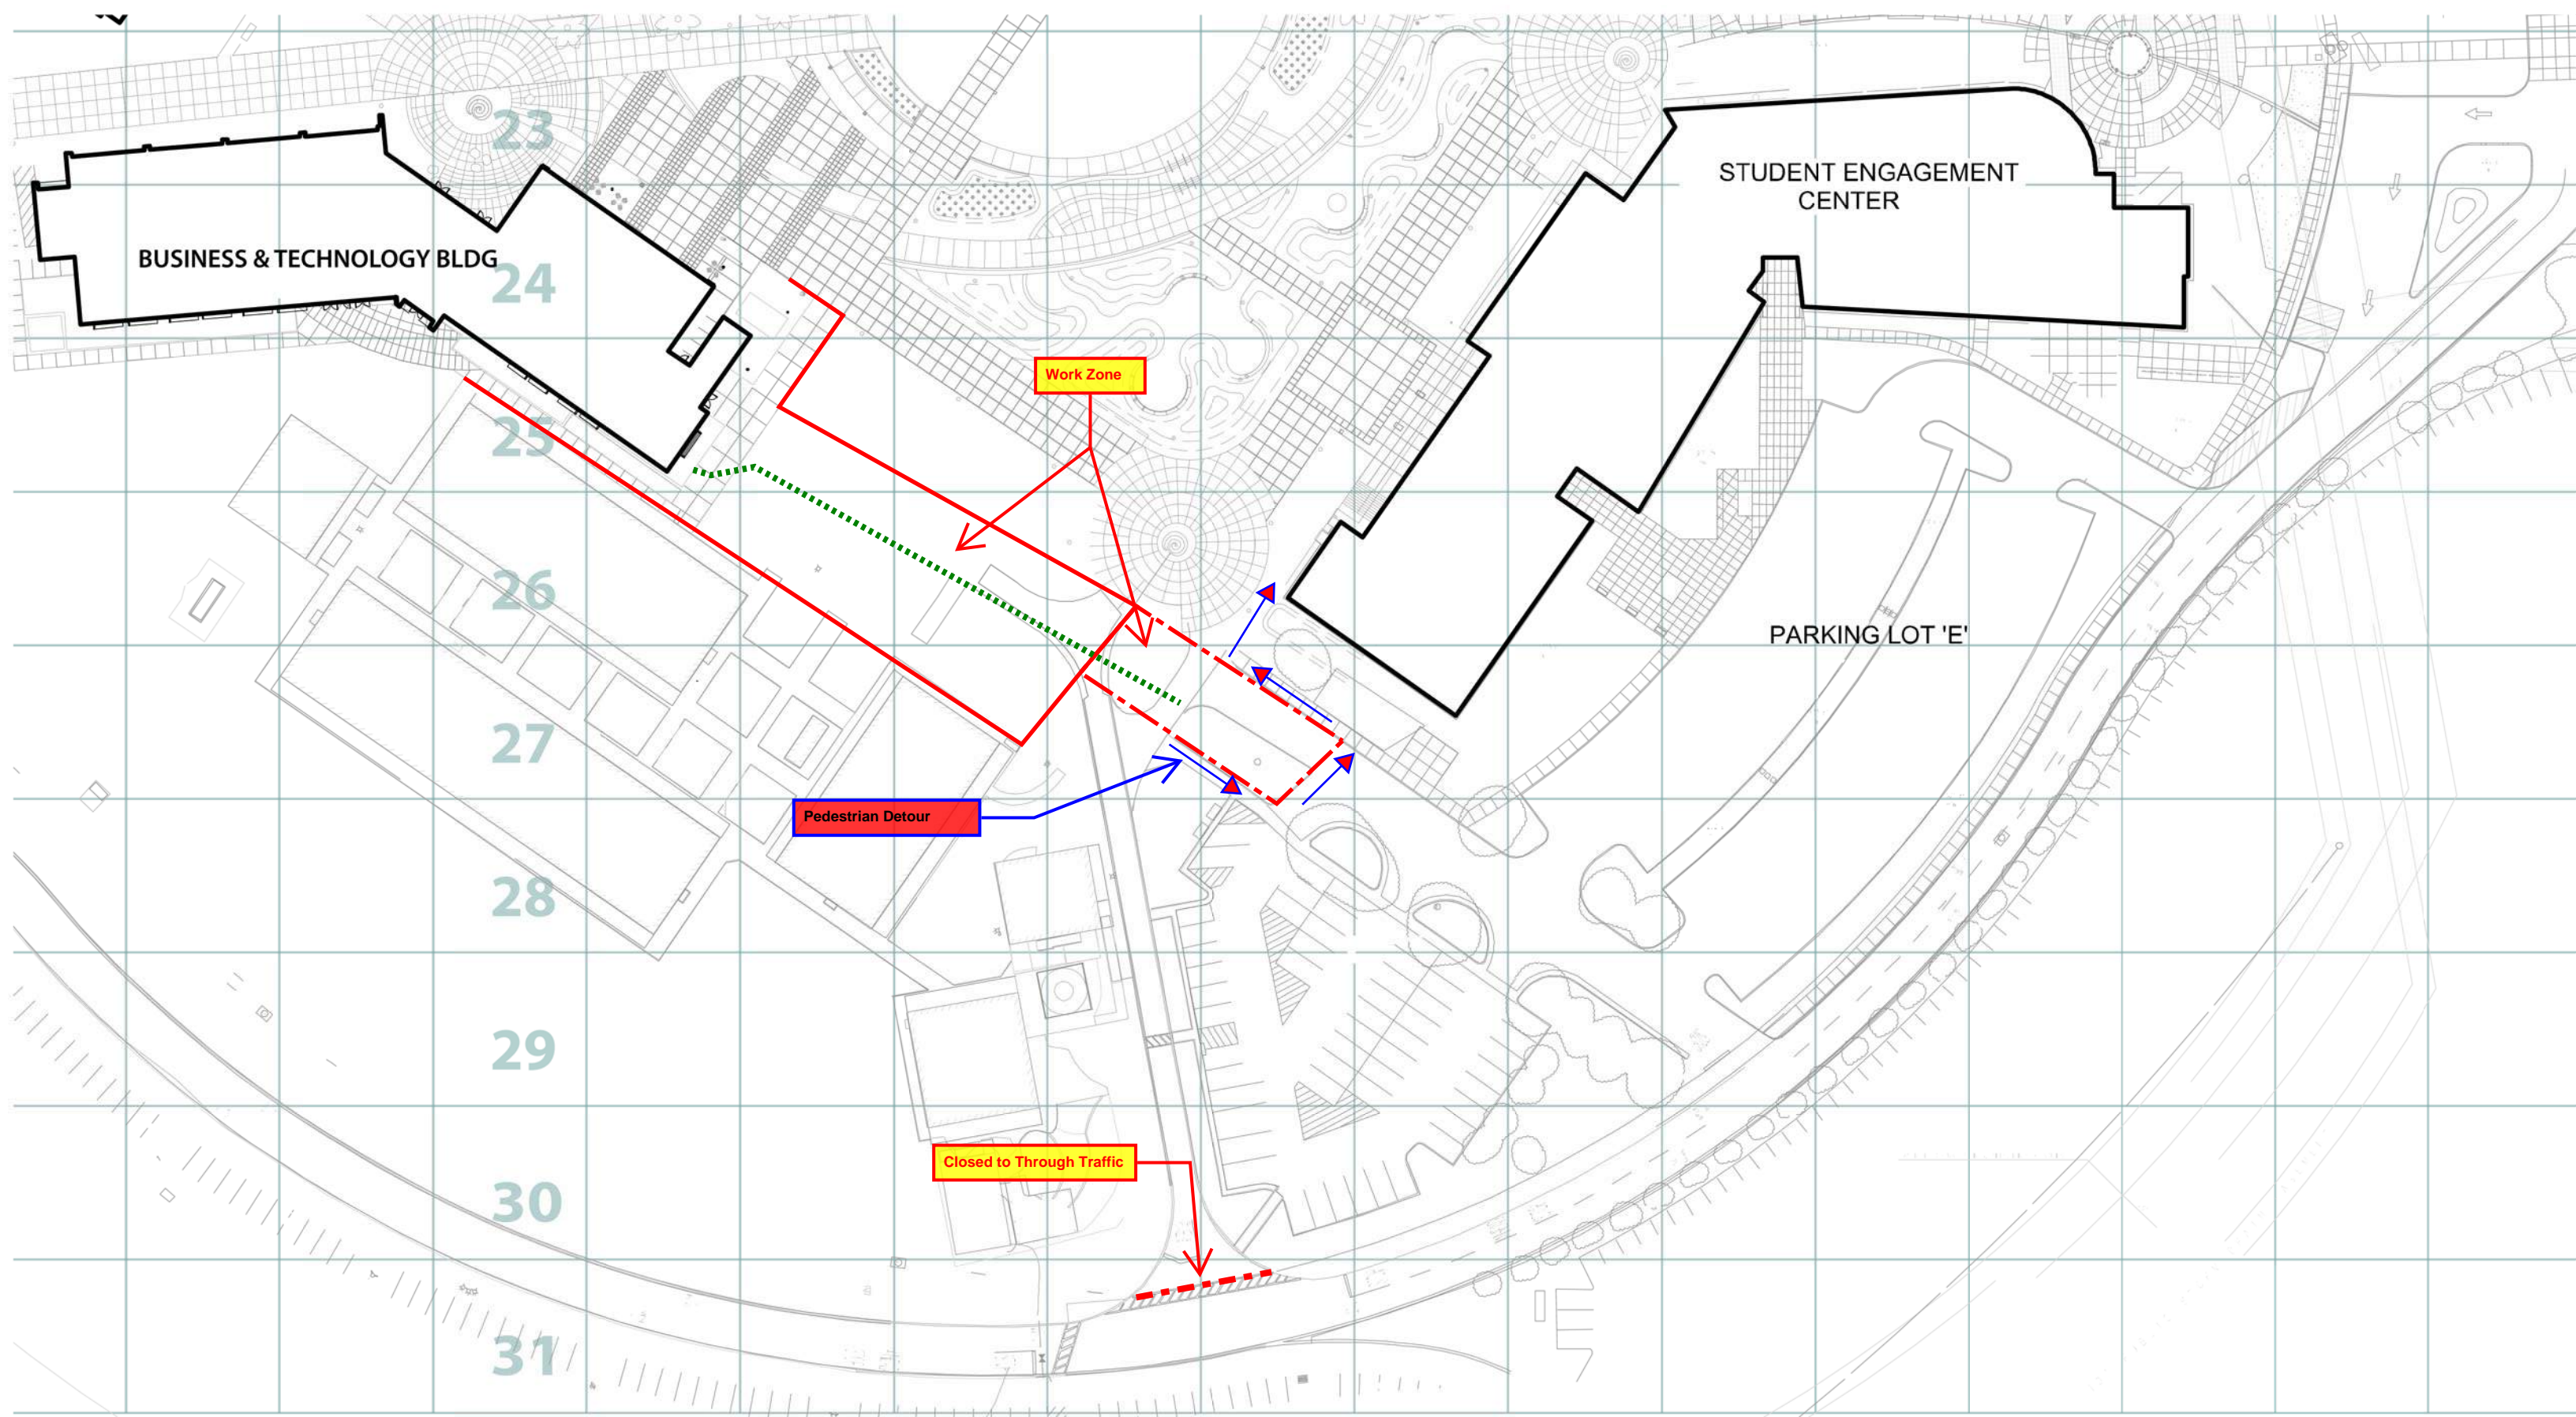 23
STUDENT ENGAGEMENT
CENTER
BUSINESS & TECHNOLOGY BLDG
24
Work Zone
25
26
PARKING LOT 'E'
27
Pedestrian Detour
28
29
Closed to Through Traffic
30
31